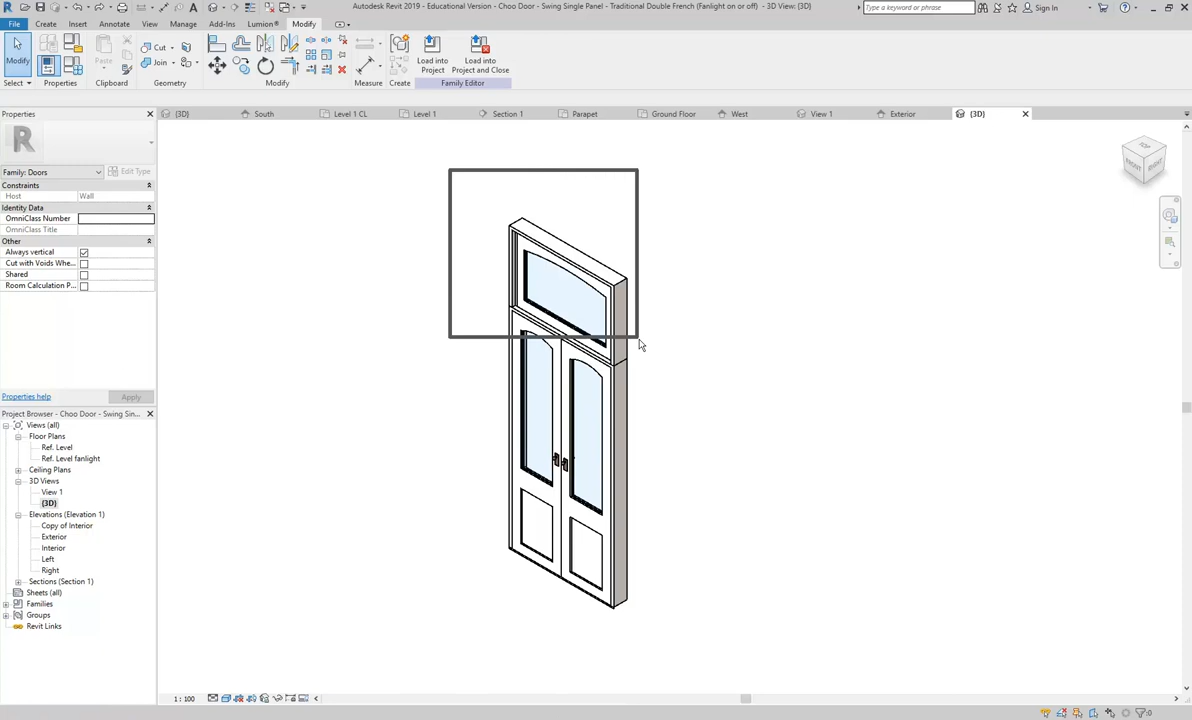 Autodesk Revit 2019 - Educational Version - Choo Door - Swing Single Panel - Traditional Double French (Fanlight on or off) - 3D View: {3D}
Type a keyword or phrase
Sign In
File Create Insert Annotate View Manage Add-Ins Lumion® Modify
Modify
Paste
Cut
Join
Load into
Project
Load into
Project and Close
Select Properties Clipboard Geometry Modify Measure Create Family Editor
Properties
{3D} South Level 1 CL Level 1 Section 1 Parapet Ground Floor West View 1 Exterior {3D}
R
Family: Doors
Edit Type
Constraints
Host Wall
Identity Data
OmniClass Number
OmniClass Title
Other
Always vertical
Cut with Voids Whe...
Shared
Room Calculation P...
Properties help
Apply
Project Browser - Choo Door - Swing Sin...
Views (all)
Floor Plans
Ref. Level
Ref. Level fanlight
Ceiling Plans
3D Views
View 1
{3D}
Elevations (Elevation 1)
Copy of Interior
Exterior
Interior
Left
Right
Sections (Section 1)
Sheets (all)
Families
Groups
Revit Links
TOP
FRONT
RIGHT
1 : 100
:0